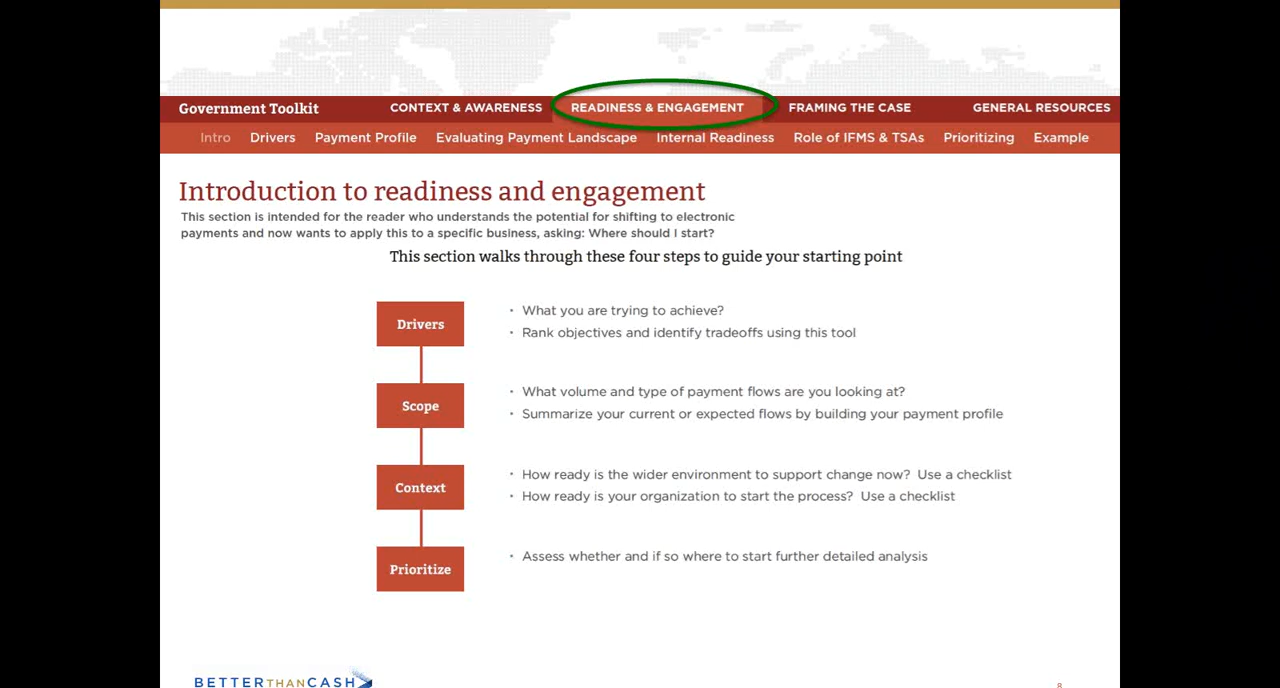 Government Toolkit CONTEXT & AWARENESS READINESS & ENGAGEMENT FRAMING THE CASE GENERAL RESOURCES
Intro Drivers Payment Profile Evaluating Payment Landscape Internal Readiness Role of IFMS & TSAs Prioritizing Example
Introduction to readiness and engagement
This section is intended for the reader who understands the potential for shifting to electronic
payments and now wants to apply this to a specific business, asking: Where should I start?
This section walks through these four steps to guide your starting point
Drivers
• What you are trying to achieve?
• Rank objectives and identify tradeoffs using this tool
Scope
• What volume and type of payment flows are you looking at?
• Summarize your current or expected flows by building your payment profile
Context
• How ready is the wider environment to support change now? Use a checklist
• How ready is your organization to start the process? Use a checklist
Prioritize
• Assess whether and if so where to start further detailed analysis
BETTERTHANCASH
8